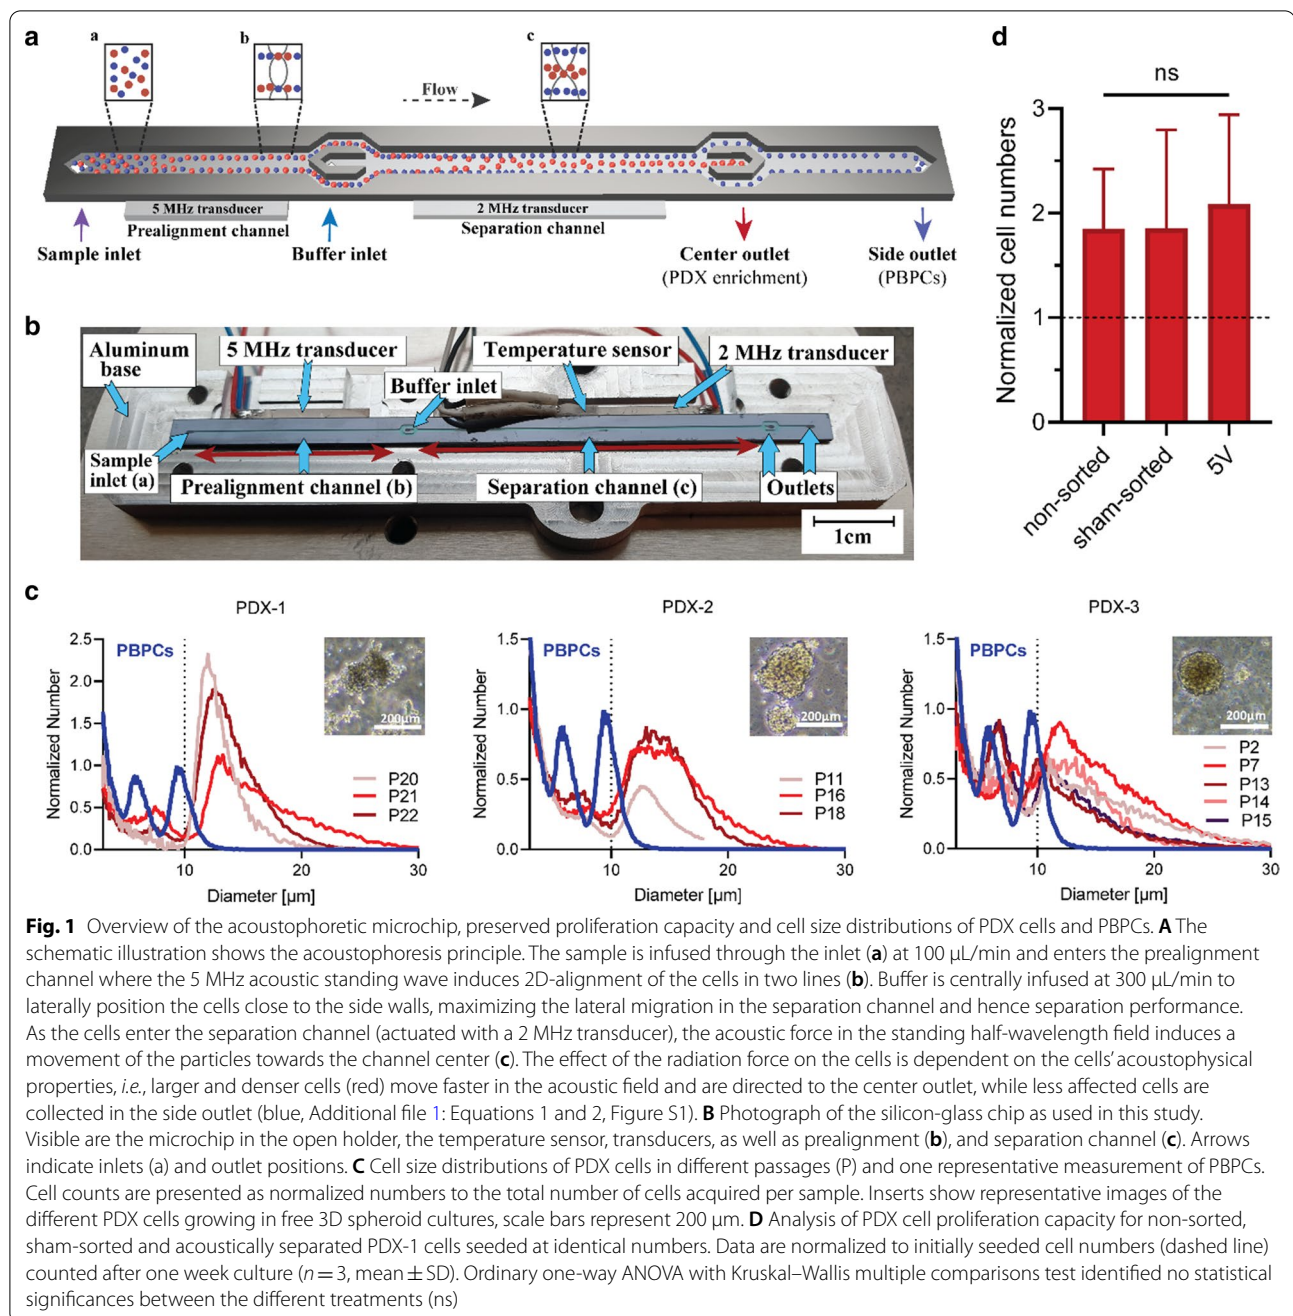 a
a
b
c
Flow
5 MHz transducer
2 MHz transducer
Prealignment channel
Separation channel
Sample inlet
Buffer inlet
Center outlet
(PDX enrichment)
Side outlet
(PBPCs)
d
ns
Normalized cell numbers
3
2
1
0
non-sorted
sham-sorted
5V
b
Aluminum
base
5 MHz transducer
Temperature sensor
2 MHz transducer
Buffer inlet
Sample
inlet (a)
Prealignment channel (b)
Separation channel (c)
Outlets
1cm
c
PDX-1
Normalized Number
2.5
2.0
1.5
1.0
0.5
0.0
PBPCs
200µm
P20
P21
P22
10
20
30
Diameter [µm]
PDX-2
Normalized Number
1.5
1.0
0.5
0.0
PBPCs
200µm
P11
P16
P18
10
20
30
Diameter [µm]
PDX-3
Normalized Number
1.5
1.0
0.5
0.0
PBPCs
200µm
P2
P7
P13
P14
P15
10
20
30
Diameter [µm]
Fig. 1 Overview of the acoustophoretic microchip, preserved proliferation capacity and cell size distributions of PDX cells and PBPCs. A The
schematic illustration shows the acoustophoresis principle. The sample is infused through the inlet (a) at 100 µL/min and enters the prealignment
channel where the 5 MHz acoustic standing wave induces 2D-alignment of the cells in two lines (b). Buffer is centrally infused at 300 µL/min to
laterally position the cells close to the side walls, maximizing the lateral migration in the separation channel and hence separation performance.
As the cells enter the separation channel (actuated with a 2 MHz transducer), the acoustic force in the standing half-wavelength field induces a
movement of the particles towards the channel center (c). The effect of the radiation force on the cells is dependent on the cells' acoustophysical
properties, i.e., larger and denser cells (red) move faster in the acoustic field and are directed to the center outlet, while less affected cells are
collected in the side outlet (blue, Additional file 1: Equations 1 and 2, Figure S1). B Photograph of the silicon-glass chip as used in this study.
Visible are the microchip in the open holder, the temperature sensor, transducers, as well as prealignment (b), and separation channel (c). Arrows
indicate inlets (a) and outlet positions. C Cell size distributions of PDX cells in different passages (P) and one representative measurement of PBPCs.
Cell counts are presented as normalized numbers to the total number of cells acquired per sample. Inserts show representative images of the
different PDX cells growing in free 3D spheroid cultures, scale bars represent 200 µm. D Analysis of PDX cell proliferation capacity for non-sorted,
sham-sorted and acoustically separated PDX-1 cells seeded at identical numbers. Data are normalized to initially seeded cell numbers (dashed line)
counted after one week culture (n = 3, mean ± SD). Ordinary one-way ANOVA with Kruskal–Wallis multiple comparisons test identified no statistical
significances between the different treatments (ns)